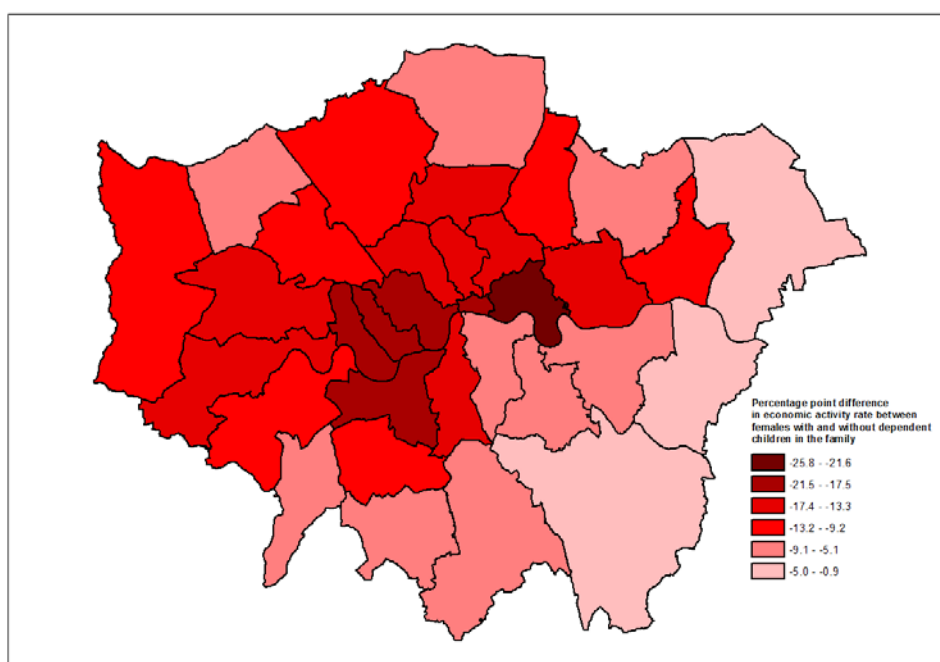 Percentage point difference
in economic activity rate between
females with and without dependent
children in the family
-25.8 - -21.6
-21.5 - -17.5
-17.4 - -13.3
-13.2 - -9.2
-9.1 - -5.1
-5.0 - -0.9